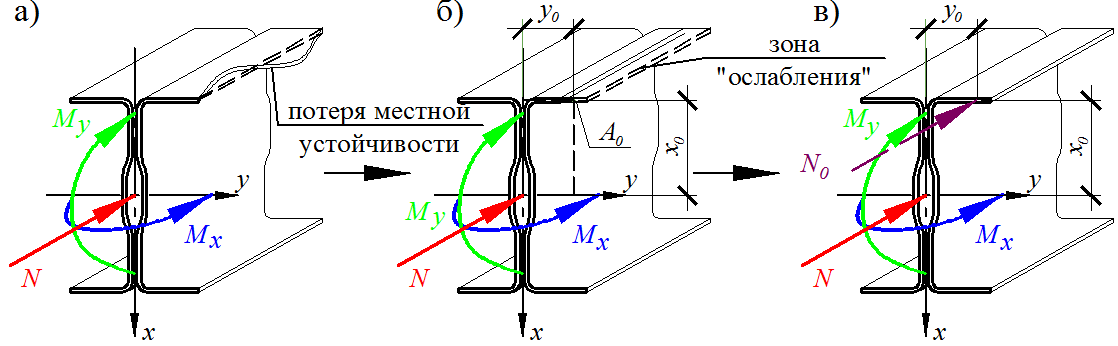 а)
потеря местной
устойчивости
My
Mx
N
y
x
б)
y0
зона
"ослабления"
A0
x0
My
Mx
N
y
x
в)
y0
x0
My
N0
Mx
N
y
x